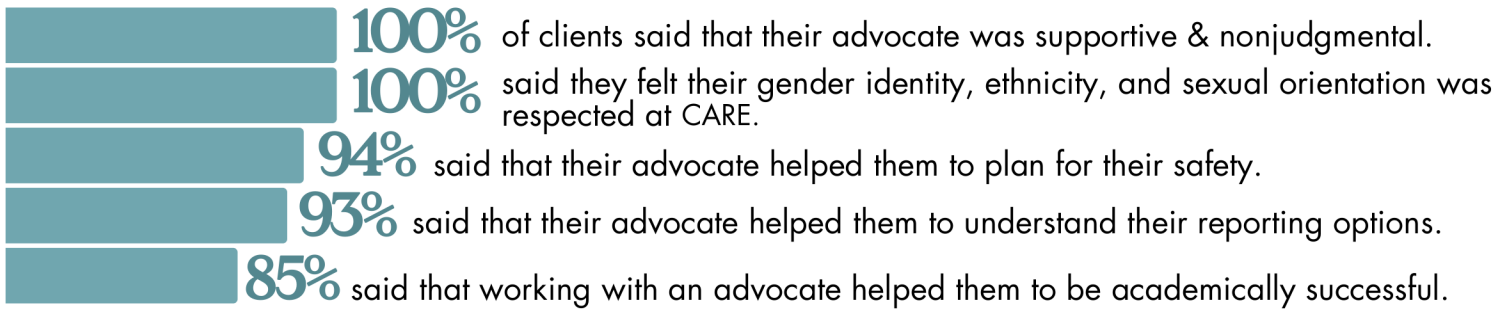 100% of clients said that their advocate was supportive & nonjudgmental.
100% said they felt their gender identity, ethnicity, and sexual orientation was
respected at CARE.
94% said that their advocate helped them to plan for their safety.
93% said that their advocate helped them to understand their reporting options.
85% said that working with an advocate helped them to be academically successful.